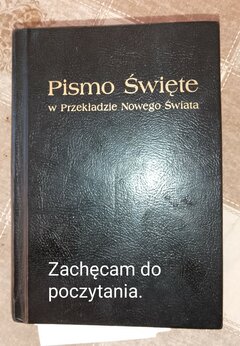 Pismo Święte
w Przekładzie Nowego Świata
Zachęcam do
poczytania.